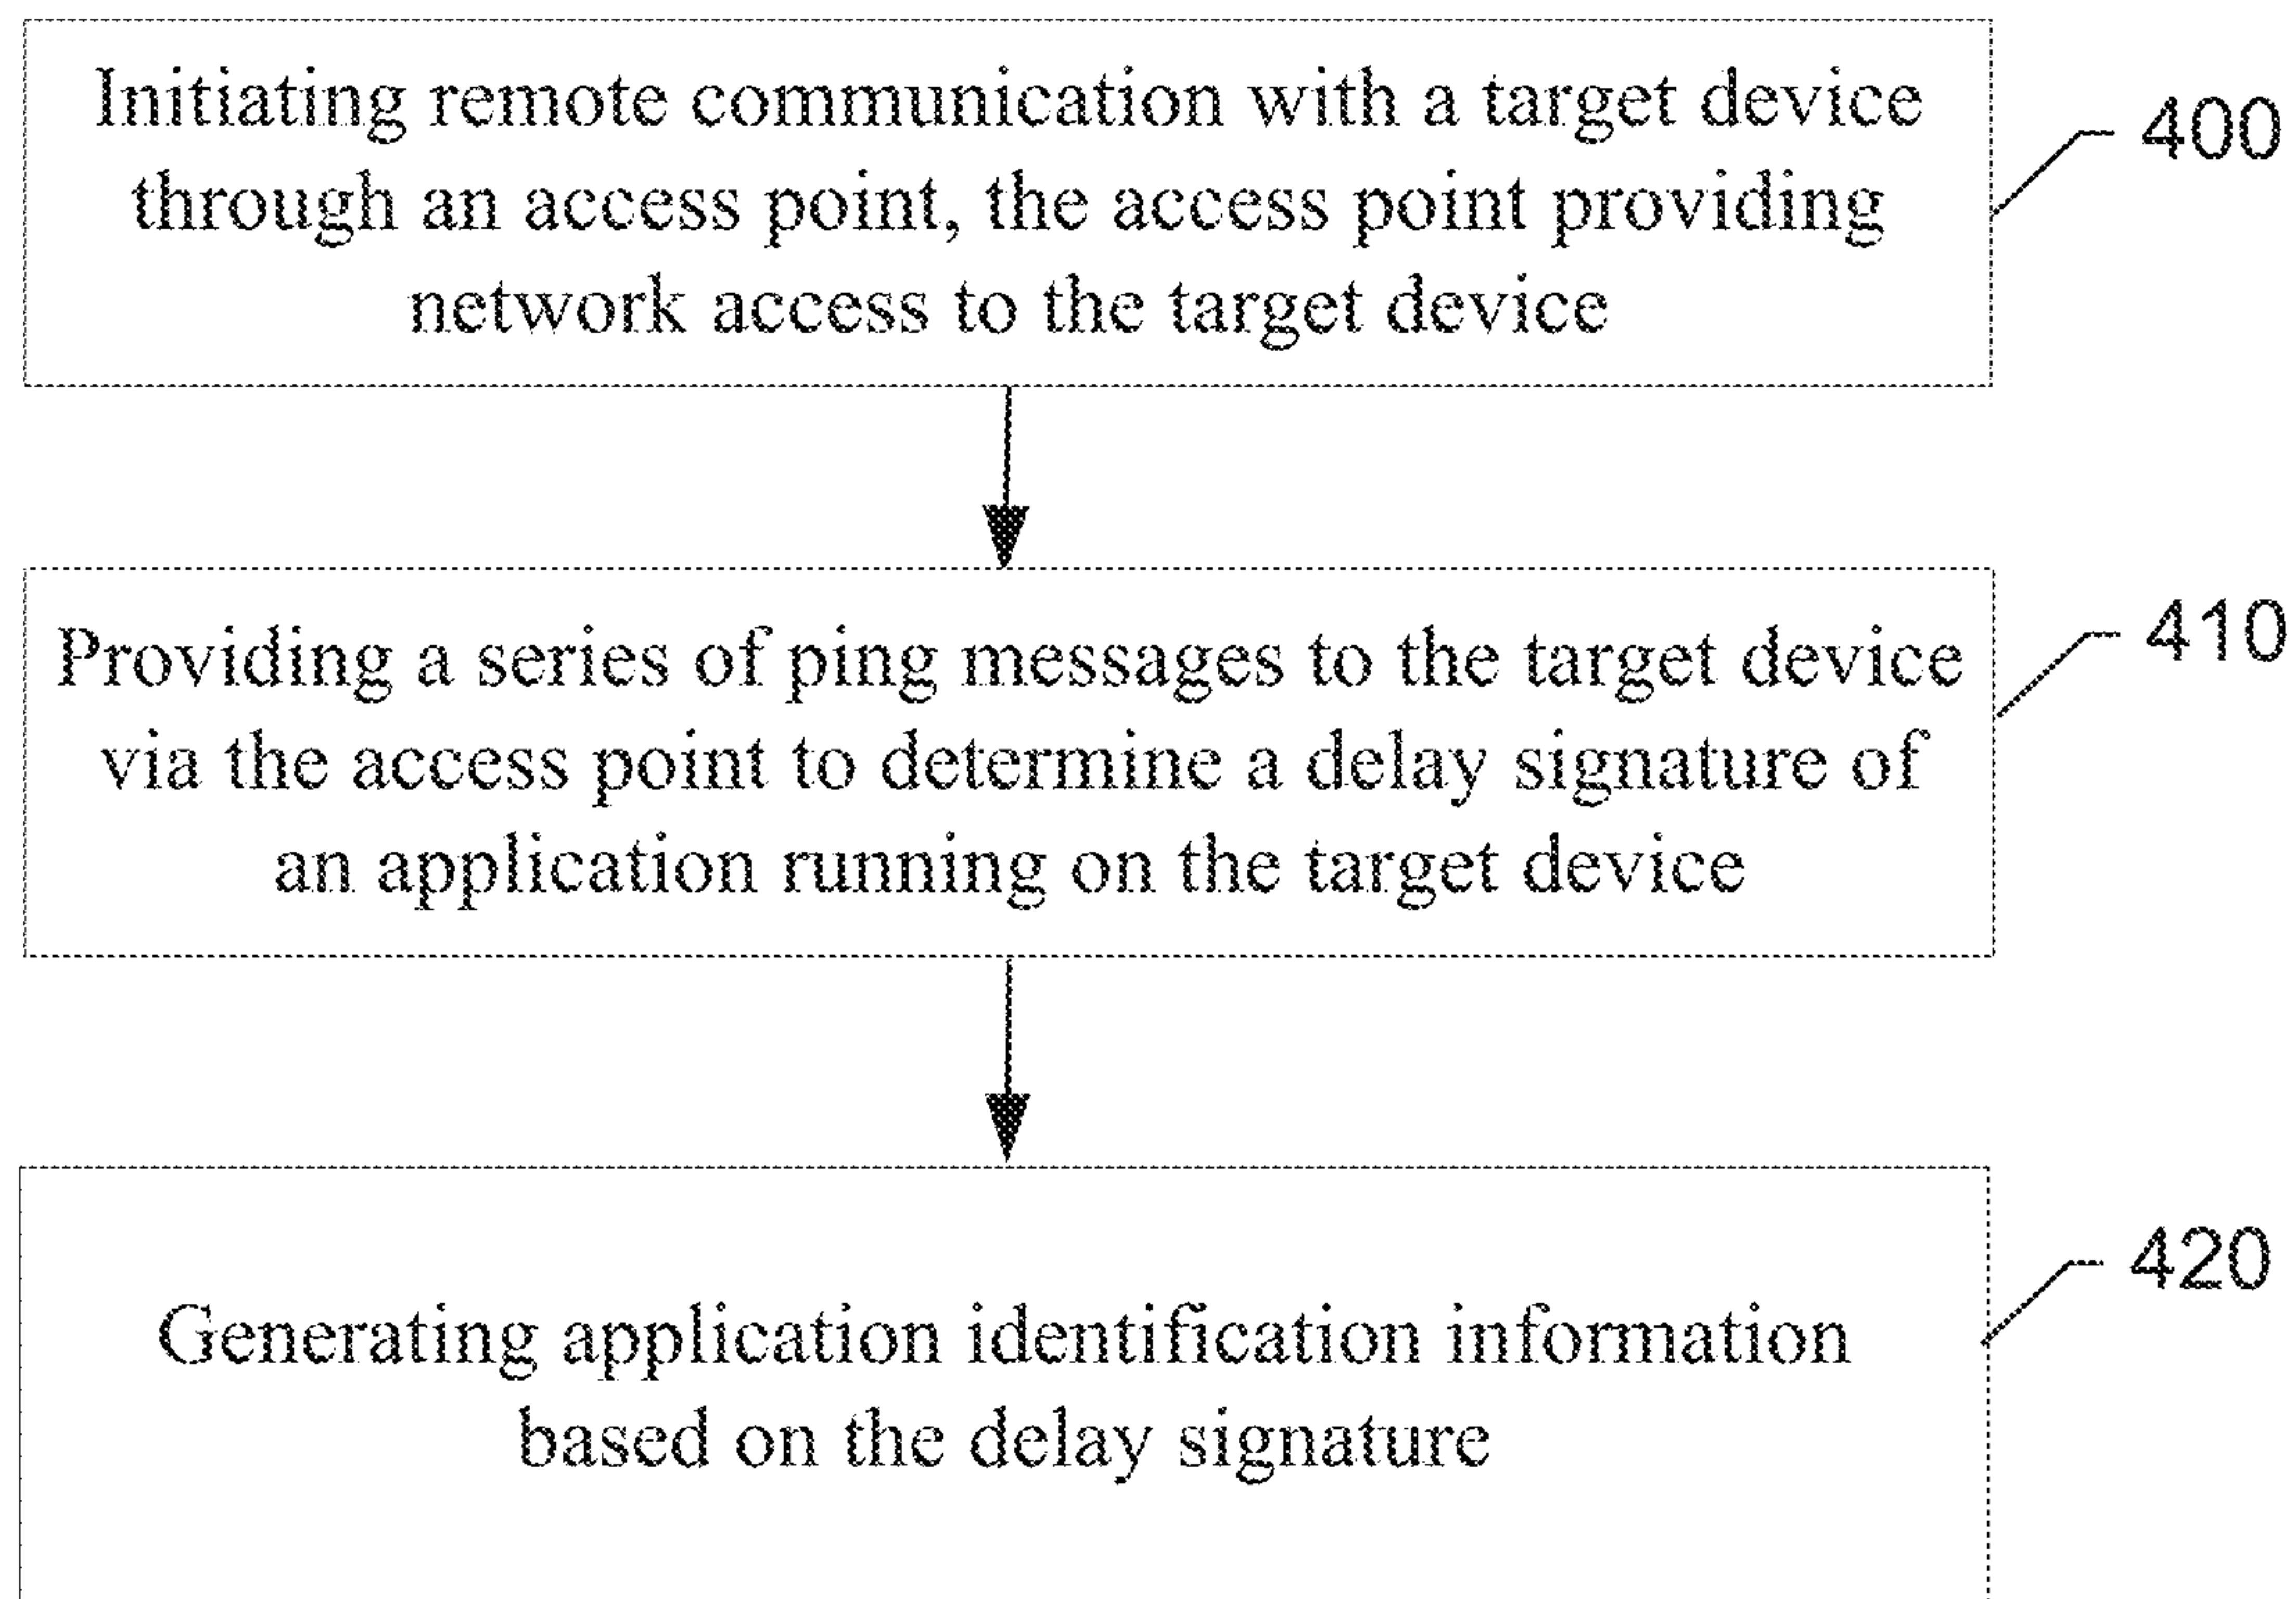 Initiating remote communication with a target device
through an access point, the access point providing
network access to the target device
400
Providing a series of ping messages to the target device
via the access point to determine a delay signature of
an application running on the target device
410
Generating application identification information
based on the delay signature
420